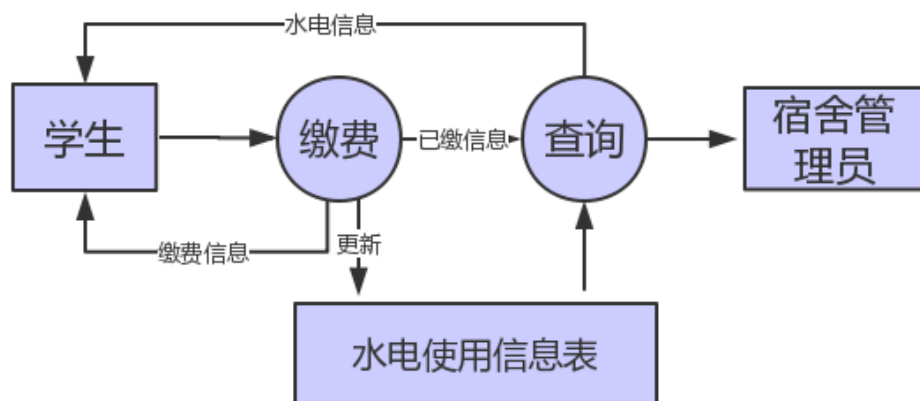 水电信息
学生
缴费
已缴信息
查询
宿舍管
理员
缴费信息
更新
水电使用信息表